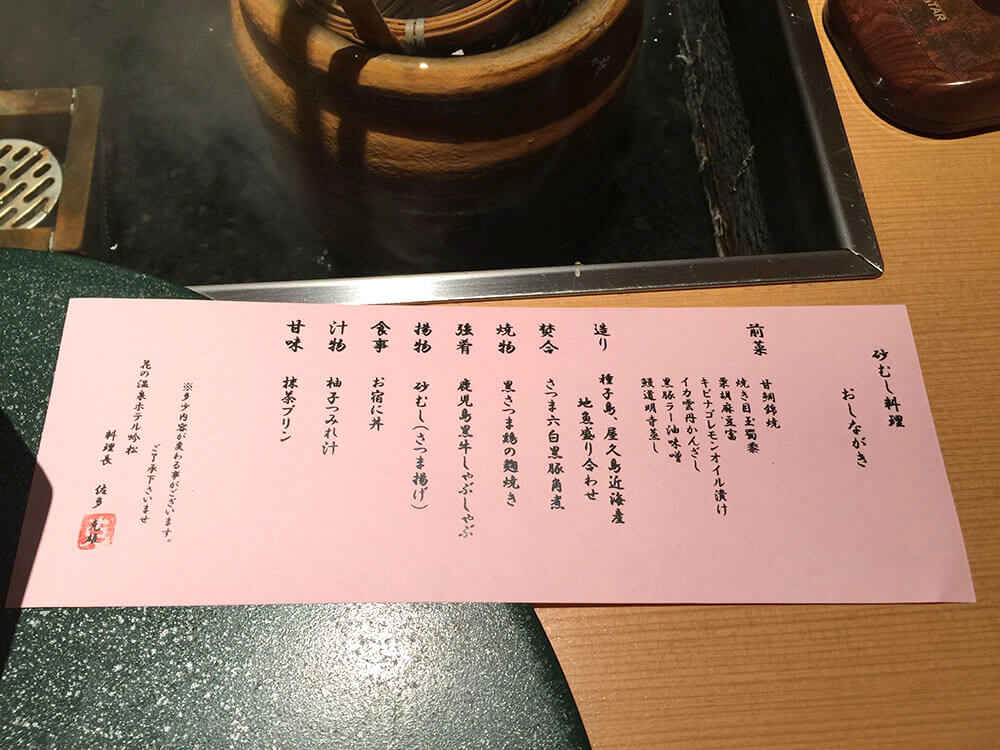 砂むし料理
おしながき
前菜
甘鯛錦焼
焼き目玉蜀黍
栗胡麻豆富
キビナゴレモンオイル漬け
イカ雲丹かんざし
黒豚ラー油味噌
鰻道明寺蒸し
造り
種子島、屋久島近海産
地魚盛り合わせ
焚合
さつま六白黒豚角煮
焼物
黒さつま鶏の麹焼き
強肴
鹿児島黒牛しゃぶしゃぶ
揚物
砂むし(さつま揚げ)
食事
お宿に丼
汁物
柚子つみれ汁
甘味
抹茶プリン
※多少内容が変わる事がございます。
ご了承下さいませ
花の温泉ホテル吟松
料理長 佐多 克雄